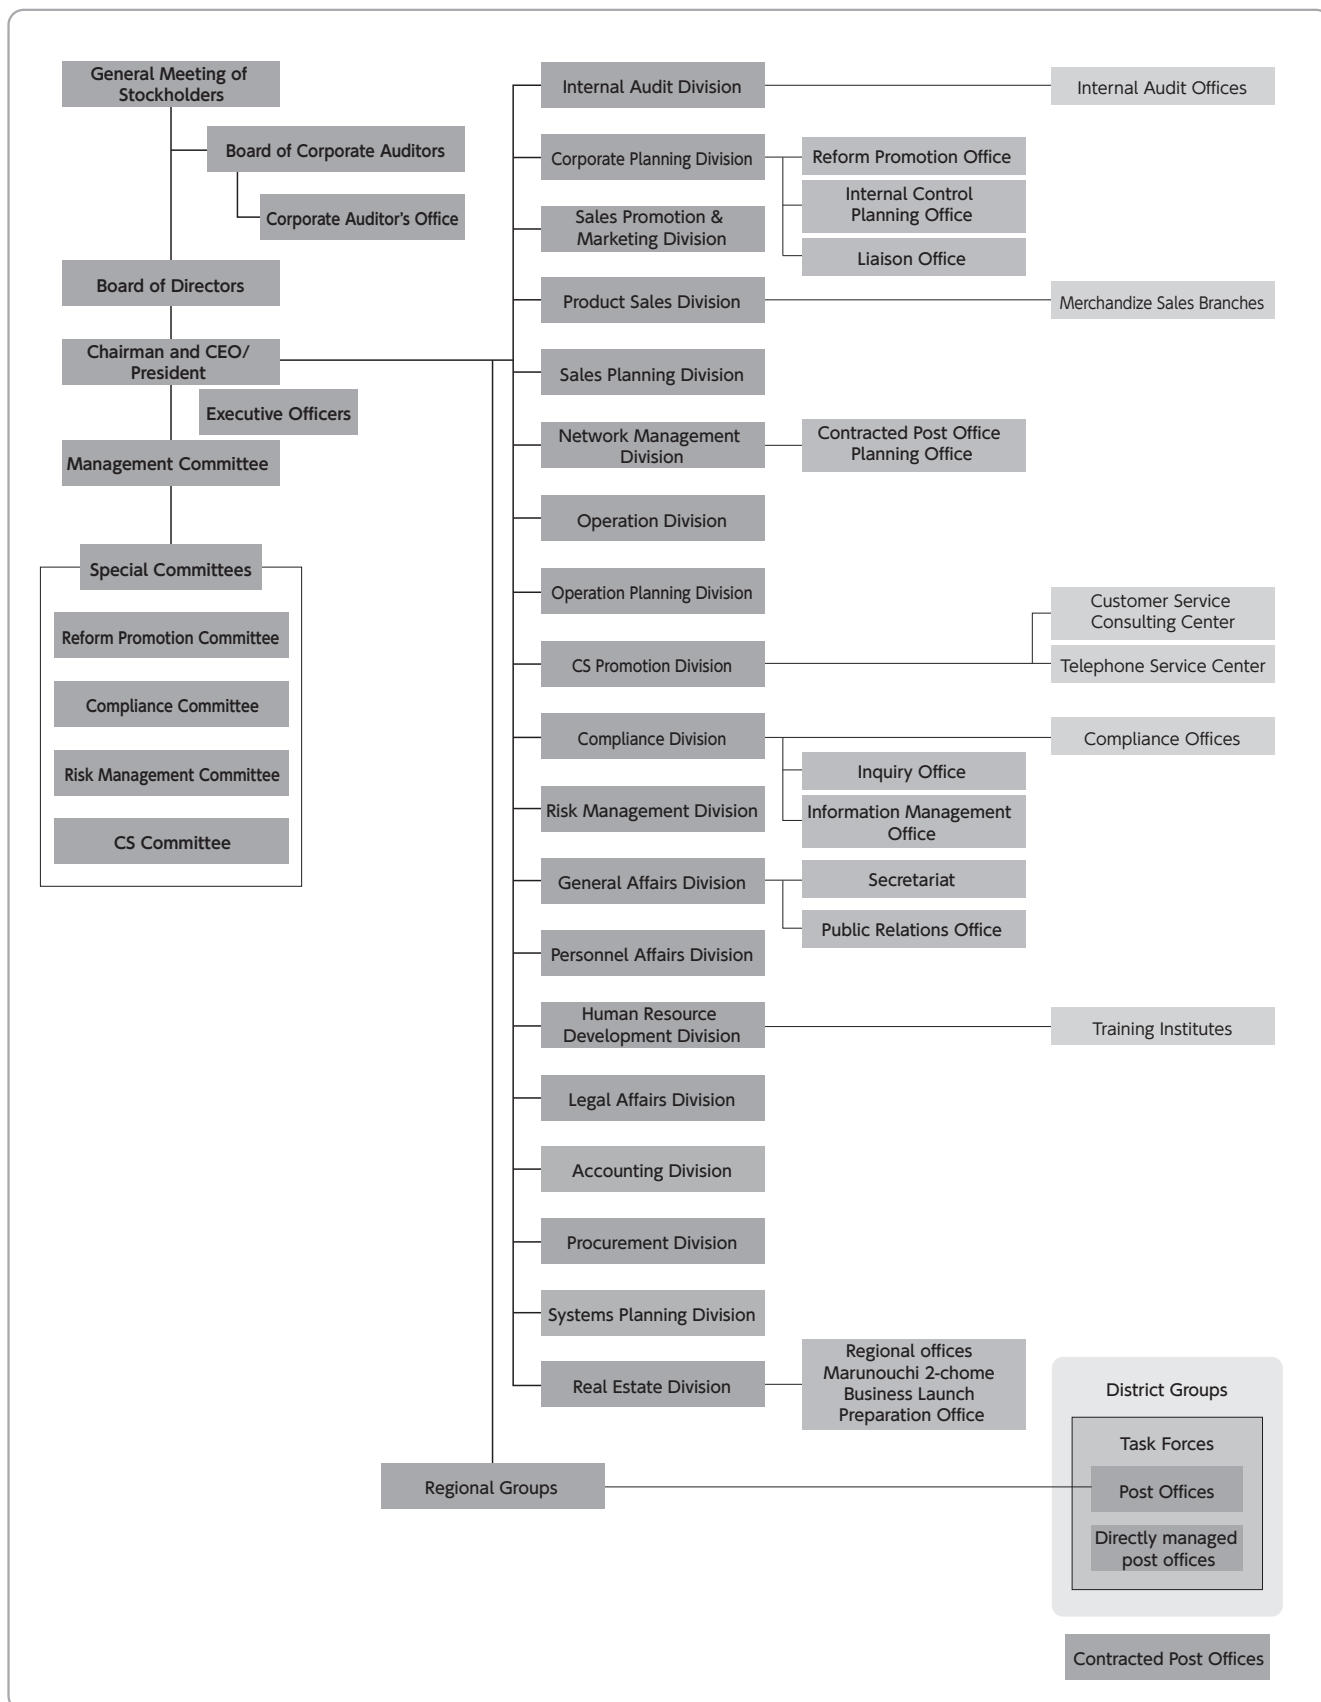 General Meeting of
Stockholders
Board of Corporate Auditors
Corporate Auditor's Office
Board of Directors
Chairman and CEO/
President
Executive Officers
Management Committee
Special Committees
Reform Promotion Committee
Compliance Committee
Risk Management Committee
CS Committee
Internal Audit Division
Internal Audit Offices
Corporate Planning Division
Reform Promotion Office
Internal Control
Planning Office
Liaison Office
Sales Promotion &
Marketing Division
Product Sales Division
Merchandize Sales Branches
Sales Planning Division
Network Management
Division
Contracted Post Office
Planning Office
Operation Division
Operation Planning Division
CS Promotion Division
Customer Service
Consulting Center
Telephone Service Center
Compliance Division
Compliance Offices
Inquiry Office
Information Management
Office
Risk Management Division
General Affairs Division
Secretariat
Public Relations Office
Personnel Affairs Division
Human Resource
Development Division
Training Institutes
Legal Affairs Division
Accounting Division
Procurement Division
Systems Planning Division
Real Estate Division
Regional offices
Marunouchi 2-chome
Business Launch
Preparation Office
Regional Groups
District Groups
Task Forces
Post Offices
Directly managed
post offices
Contracted Post Offices